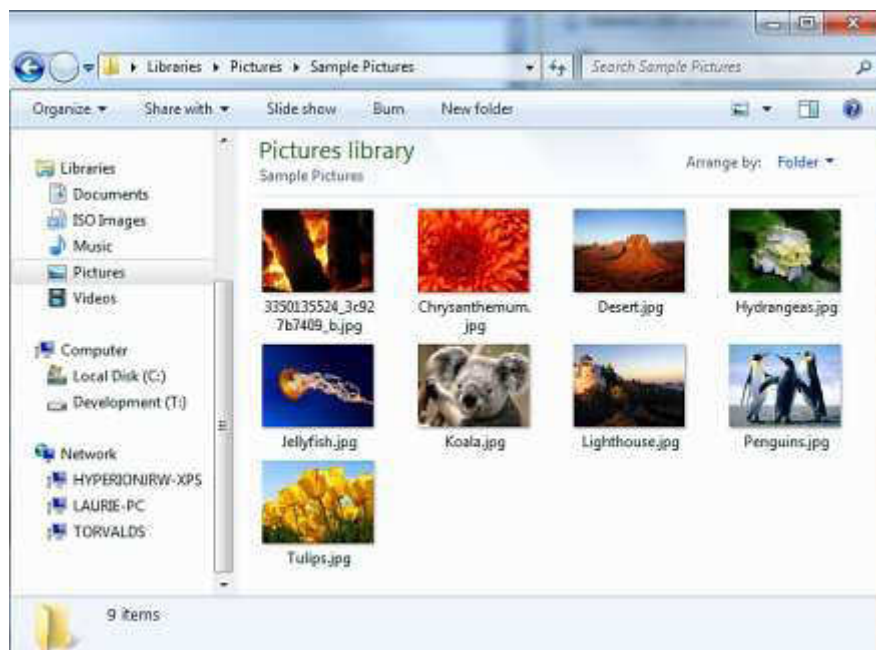 Libraries
Pictures
Sample Pictures
Search Sample Pictures
Organize
Share with
Slide show
Burn
New folder
Pictures library
Sample Pictures
Arrange by:
Folder
Libraries
Documents
ISO Images
Music
Pictures
Videos
Computer
Local Disk (C:)
Development (T:)
Network
HYPERIONJRW-XPS
LAURIE-PC
TORVALDS
3350135524_3c92
7b7409_b.jpg
Chrysanthemum.
jpg
Desert.jpg
Hydrangeas.jpg
Jellyfish.jpg
Koala.jpg
Lighthouse.jpg
Penguins.jpg
Tulips.jpg
9 items